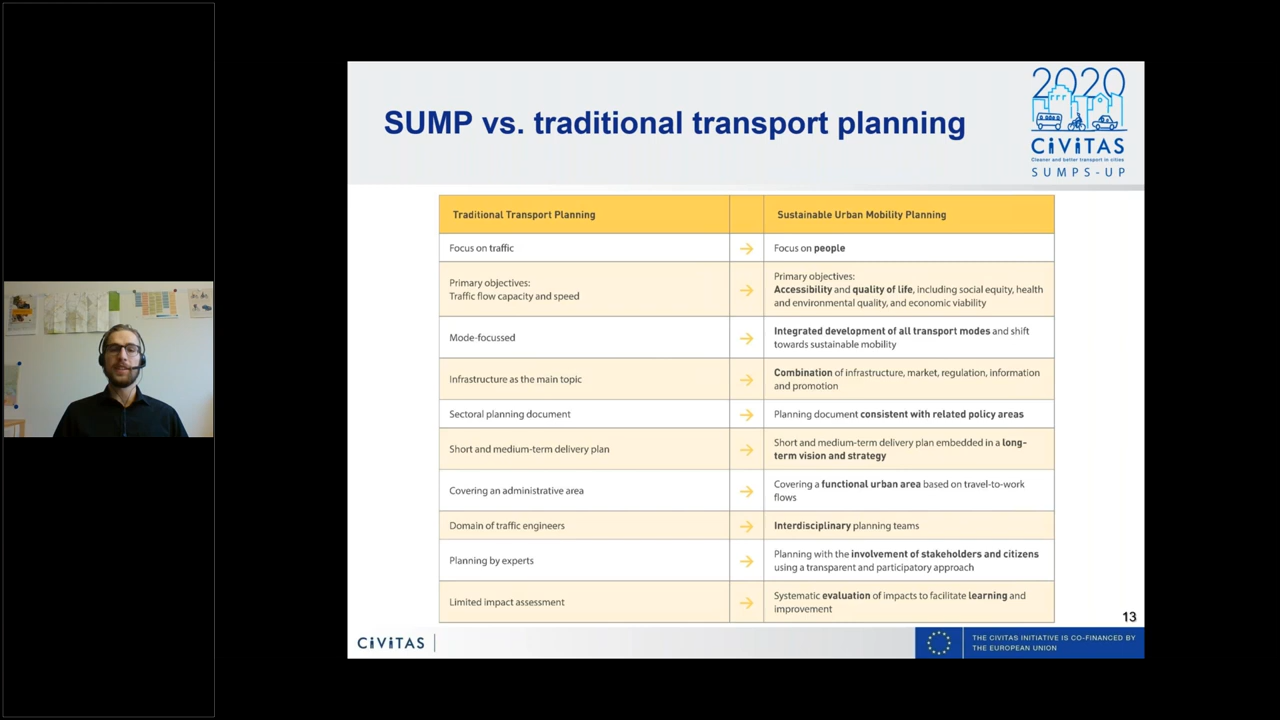 SUMP vs. traditional transport planning
2020
CiViTAS
Cleaner and better transport in cities
SUMPS-UP
Traditional Transport Planning
Sustainable Urban Mobility Planning
Focus on traffic
→
Focus on people
Primary objectives:
Traffic flow capacity and speed
→
Primary objectives:
Accessibility and quality of life, including social equity, health
and environmental quality, and economic viability
Mode-focussed
→
Integrated development of all transport modes and shift
towards sustainable mobility
Infrastructure as the main topic
→
Combination of infrastructure, market, regulation, information
and promotion
Sectoral planning document
→
Planning document consistent with related policy areas
Short and medium-term delivery plan
→
Short and medium-term delivery plan embedded in a long-
term vision and strategy
Covering an administrative area
→
Covering a functional urban area based on travel-to-work
flows
Domain of traffic engineers
→
Interdisciplinary planning teams
Planning by experts
→
Planning with the involvement of stakeholders and citizens
using a transparent and participatory approach
Limited impact assessment
→
Systematic evaluation of impacts to facilitate learning and
improvement
13
CiViTAS
THE CIVITAS INITIATIVE IS CO-FINANCED BY
THE EUROPEAN UNION